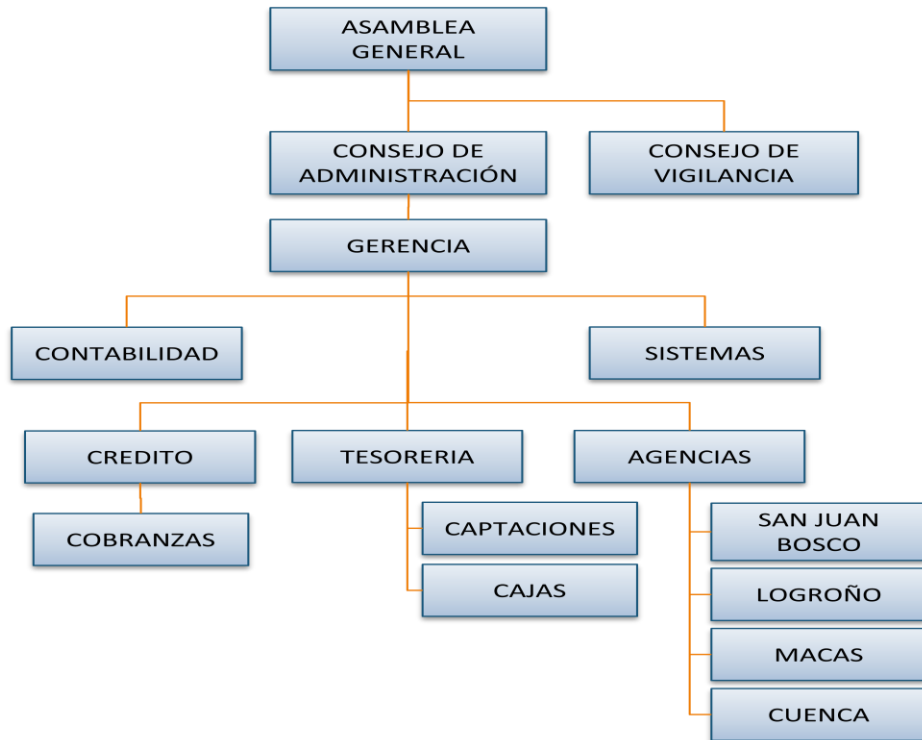 ASAMBLEA
GENERAL
CONSEJO DE
ADMINISTRACIÓN
CONSEJO DE
VIGILANCIA
GERENCIA
CONTABILIDAD
SISTEMAS
CREDITO
TESORERIA
AGENCIAS
COBRANZAS
CAPTACIONES
CAJAS
SAN JUAN
BOSCO
LOGROÑO
MACAS
CUENCA